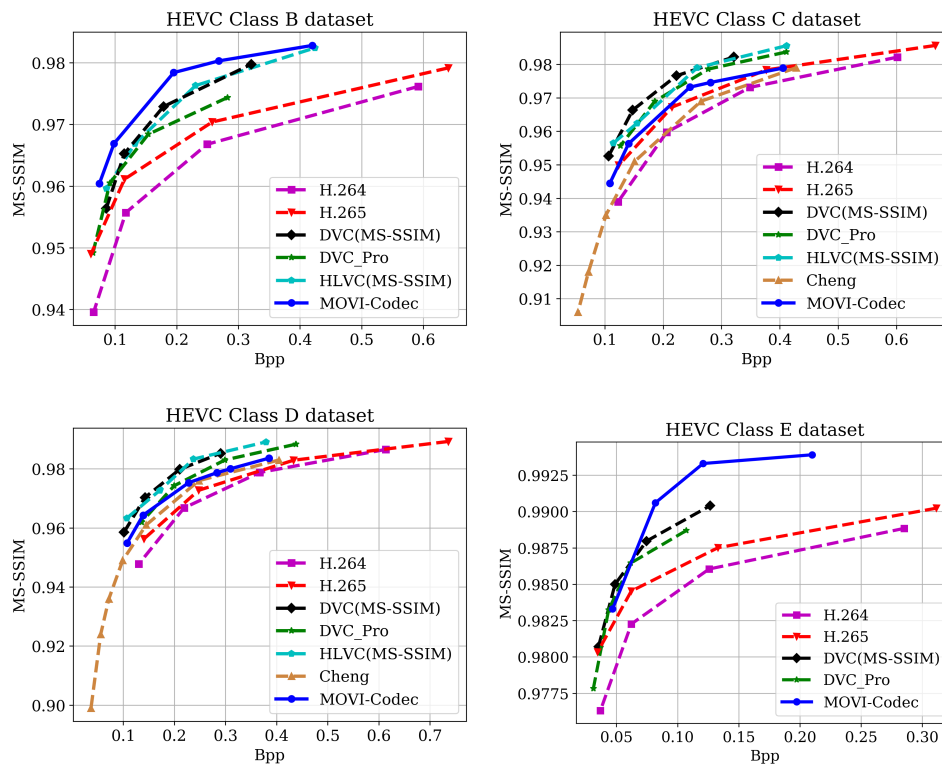 HEVC Class B dataset
MS-SSIM
0.98
0.97
0.96
0.95
0.94
0.1
0.2
0.3
0.4
0.5
0.6
Bpp
H.264
H.265
DVC(MS-SSIM)
DVC_Pro
HLVC(MS-SSIM)
MOVI-Codec
HEVC Class C dataset
MS-SSIM
0.98
0.97
0.96
0.95
0.94
0.93
0.92
0.91
0.1
0.2
0.3
0.4
0.5
0.6
Bpp
H.264
H.265
DVC(MS-SSIM)
DVC_Pro
HLVC(MS-SSIM)
Cheng
MOVI-Codec
HEVC Class D dataset
MS-SSIM
0.98
0.96
0.94
0.92
0.90
0.1
0.2
0.3
0.4
0.5
0.6
0.7
Bpp
H.264
H.265
DVC(MS-SSIM)
DVC_Pro
HLVC(MS-SSIM)
Cheng
MOVI-Codec
HEVC Class E dataset
MS-SSIM
0.9925
0.9900
0.9875
0.9850
0.9825
0.9800
0.9775
0.05
0.10
0.15
0.20
0.25
0.30
Bpp
H.264
H.265
DVC(MS-SSIM)
DVC_Pro
MOVI-Codec